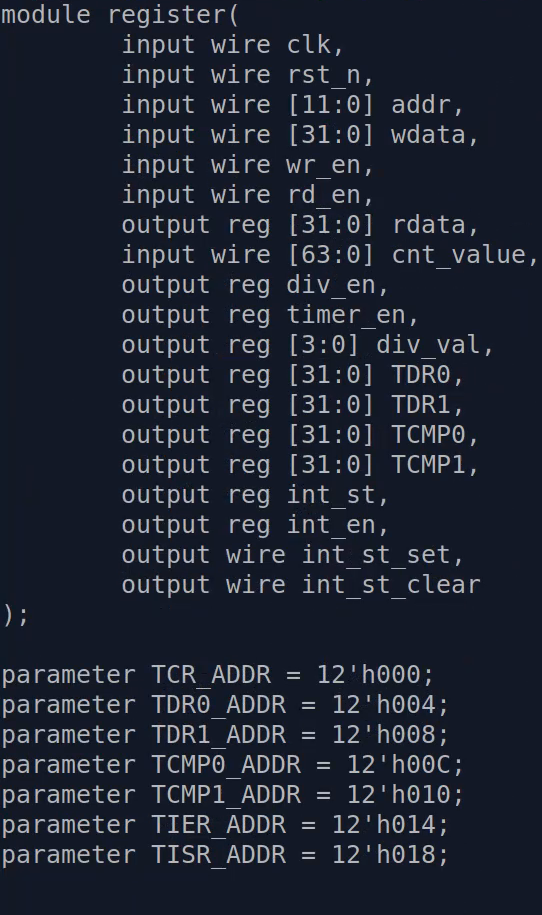 module register(
        input wire clk,
        input wire rst_n,
        input wire [11:0] addr,
        input wire [31:0] wdata,
        input wire wr_en,
        input wire rd_en,
        output reg [31:0] rdata,
        input wire [63:0] cnt_value,
        output reg div_en,
        output reg timer_en,
        output reg [3:0] div_val,
        output reg [31:0] TDR0,
        output reg [31:0] TDR1,
        output reg [31:0] TCMP0,
        output reg [31:0] TCMP1,
        output reg int_st,
        output reg int_en,
        output wire int_st_set,
        output wire int_st_clear
);

parameter TCR_ADDR = 12'h000;
parameter TDR0_ADDR = 12'h004;
parameter TDR1_ADDR = 12'h008;
parameter TCMP0_ADDR = 12'h00C;
parameter TCMP1_ADDR = 12'h010;
parameter TIER_ADDR = 12'h014;
parameter TISR_ADDR = 12'h018;